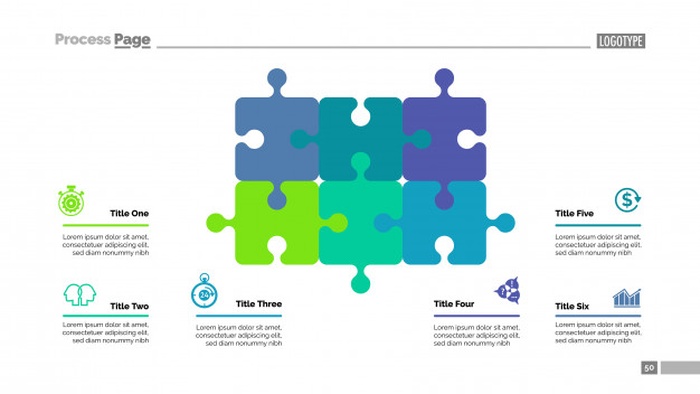 Process Page
LOGOTYPE
Title One
Lorem ipsum dolor sit amet,
consectetuer adipiscing elit,
sed diam nonummy nibh
Title Two
Lorem ipsum dolor sit amet,
consectetuer adipiscing elit,
sed diam nonummy nibh
24
Title Three
Lorem ipsum dolor sit amet,
consectetuer adipiscing elit,
sed diam nonummy nibh
Title Four
Lorem ipsum dolor sit amet,
consectetuer adipiscing elit,
sed diam nonummy nibh
$
Title Five
Lorem ipsum dolor sit amet,
consectetuer adipiscing elit,
sed diam nonummy nibh
Title Six
Lorem ipsum dolor sit amet,
consectetuer adipiscing elit,
sed diam nonummy nibh
50